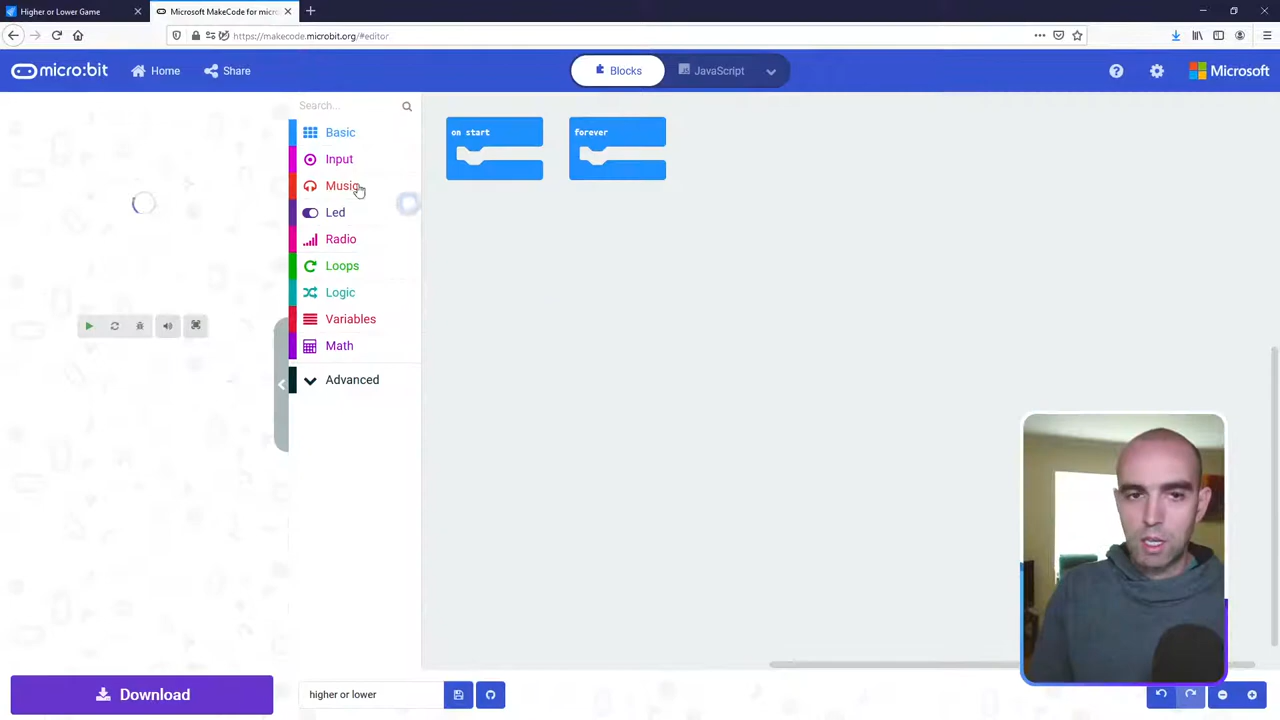 Higher or Lower Game
Microsoft MakeCode for micro:
https://makecode.microbit.org/#editor
micro:bit
Home
Share
Blocks
JavaScript
Microsoft
Search...
Basic
Input
Music
Led
Radio
Loops
Logic
Variables
Math
Advanced
on start
forever
Download
higher or lower